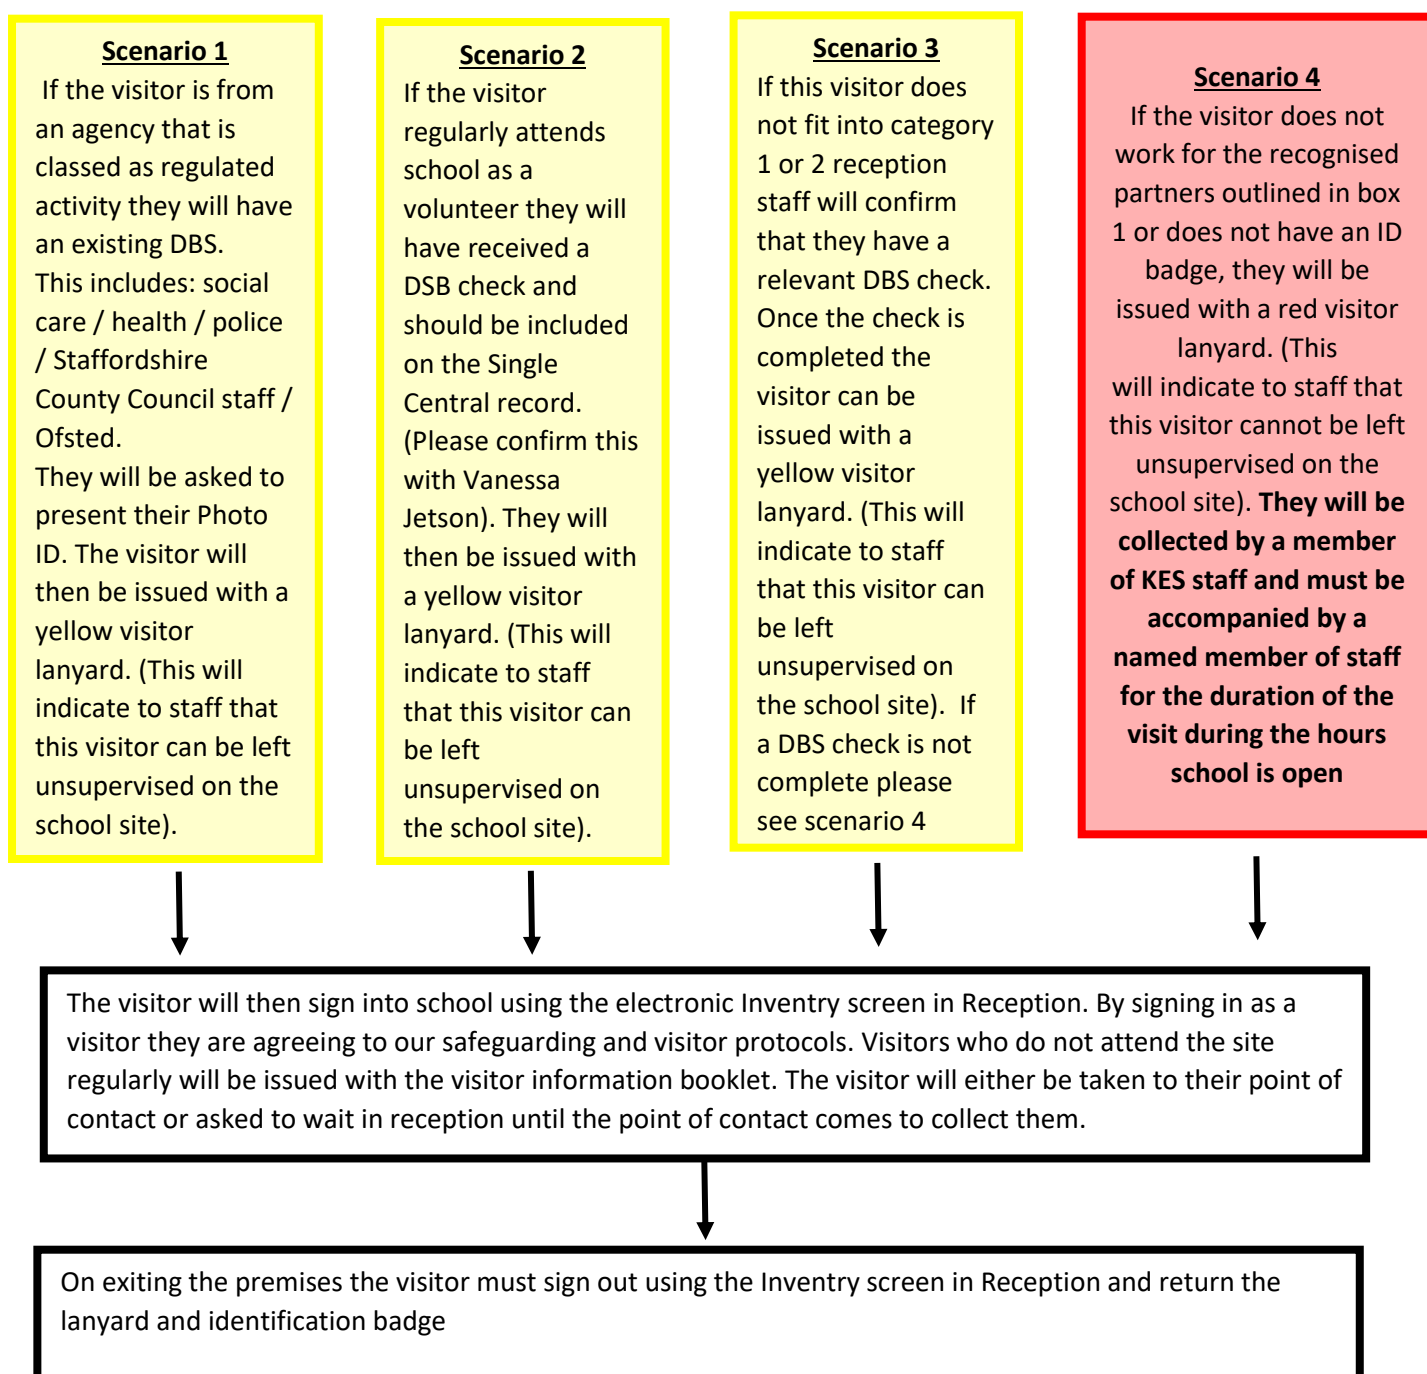 Scenario 1
If the visitor is from
an agency that is
classed as regulated
activity they will have
an existing DBS.
This includes: social
care / health / police
/ Staffordshire
County Council staff /
Ofsted.
They will be asked to
present their Photo
ID. The visitor will
then be issued with a
yellow visitor
lanyard. (This will
indicate to staff that
this visitor can be left
unsupervised on the
school site).
Scenario 2
If the visitor
regularly attends
school as a
volunteer they will
have received a
DSB check and
should be included
on the Single
Central record.
(Please confirm this
with Vanessa
Jetson). They will
then be issued with
a yellow visitor
lanyard. (This will
indicate to staff
that this visitor can
be left
unsupervised on
the school site).
Scenario 3
If this visitor does
not fit into category
1 or 2 reception
staff will confirm
that they have a
relevant DBS check.
Once the check is
completed the
visitor can be
issued with a
yellow visitor
lanyard. (This will
indicate to staff
that this visitor can
be left
unsupervised on
the school site).  If
a DBS check is not
complete please
see scenario 4
Scenario 4
If the visitor does not
work for the recognised
partners outlined in box
1 or does not have an ID
badge, they will be
issued with a red visitor
lanyard. (This
will indicate to staff that
this visitor cannot be left
unsupervised on the
school site). They will be
collected by a member
of KES staff and must be
accompanied by a
named member of staff
for the duration of the
visit during the hours
school is open
The visitor will then sign into school using the electronic Inventry screen in Reception. By signing in as a
visitor they are agreeing to our safeguarding and visitor protocols. Visitors who do not attend the site
regularly will be issued with the visitor information booklet. The visitor will either be taken to their point of
contact or asked to wait in reception until the point of contact comes to collect them.
On exiting the premises the visitor must sign out using the Inventry screen in Reception and return the
lanyard and identification badge